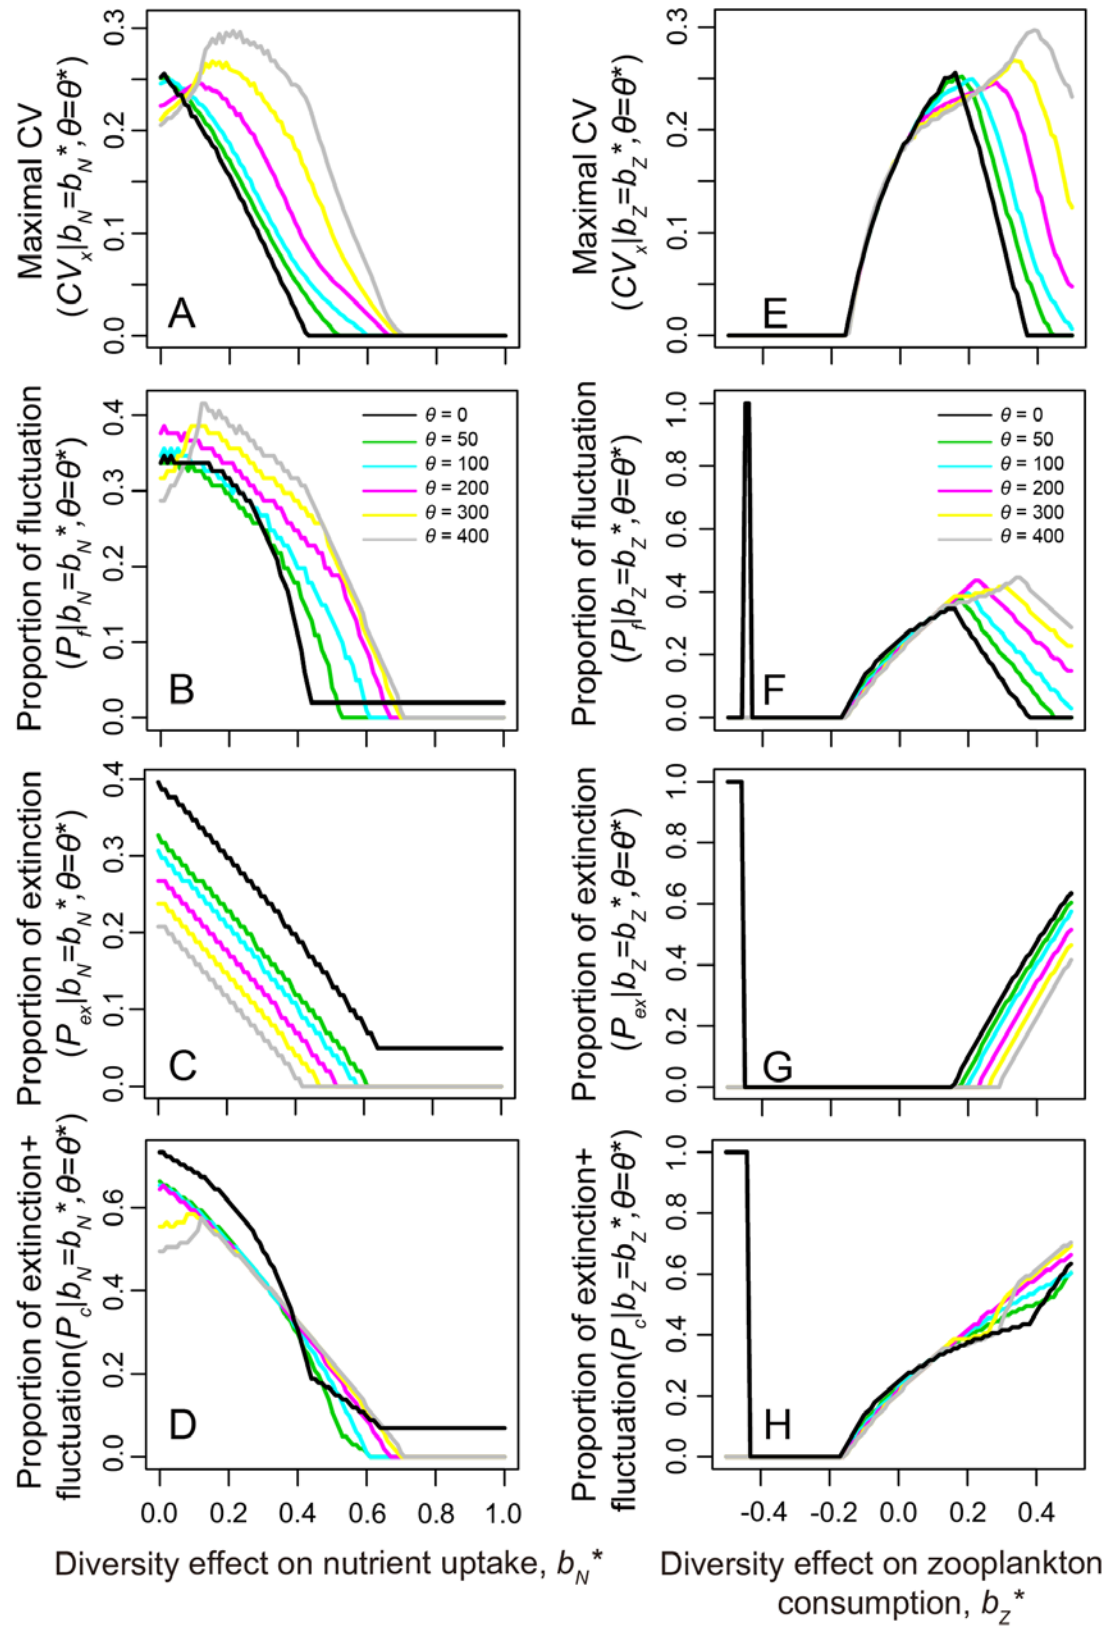 Maximal CV
(CVx|bN=bN*,θ=θ*)
0.0 0.1 0.2 0.3
A
Maximal CV
(CVx|bZ=bZ*,θ=θ*)
0.0 0.1 0.2 0.3
E
Proportion of fluctuation
(Pf|bN=bN*,θ=θ*)
0.0 0.1 0.2 0.3 0.4
θ = 0
θ = 50
θ = 100
θ = 200
θ = 300
θ = 400
B
Proportion of fluctuation
(Pf|bZ=bZ*,θ=θ*)
0.0 0.2 0.4 0.6 0.8 1.0
θ = 0
θ = 50
θ = 100
θ = 200
θ = 300
θ = 400
F
Proportion of extinction
(Pex|bN=bN*,θ=θ*)
0.0 0.1 0.2 0.3 0.4
C
Proportion of extinction
(Pex|bZ=bZ*,θ=θ*)
0.0 0.2 0.4 0.6 0.8 1.0
G
Proportion of extinction+
fluctuation(Pc|bN=bN*,θ=θ*)
0.0 0.2 0.4 0.6
D
0.0 0.2 0.4 0.6 0.8 1.0
Diversity effect on nutrient uptake, bN*
Proportion of extinction+
fluctuation(Pc|bZ=bZ*,θ=θ*)
0.0 0.2 0.4 0.6 0.8 1.0
H
-0.4 -0.2 0.0 0.2 0.4
Diversity effect on zooplankton
consumption, bZ*